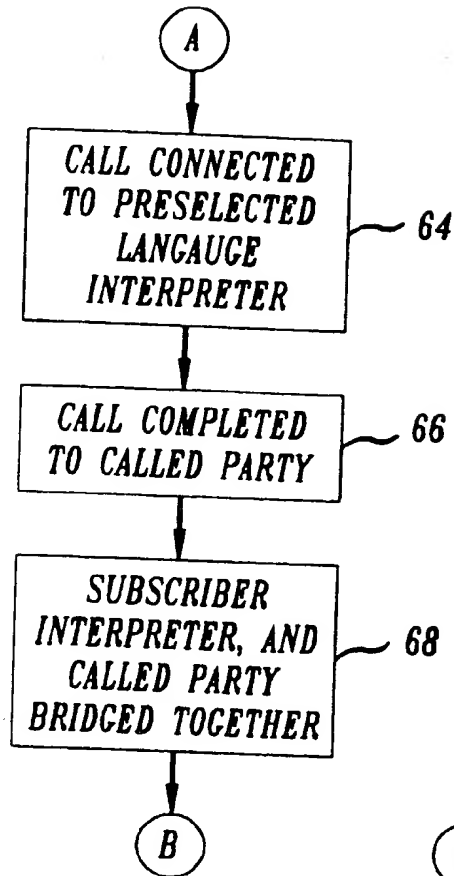 A
CALL CONNECTED
TO PRESELECTED
LANGAUGE
INTERPRETER
64
CALL COMPLETED
TO CALLED PARTY
66
SUBSCRIBER
INTERPRETER, AND
CALLED PARTY
BRIDGED TOGETHER
68
B